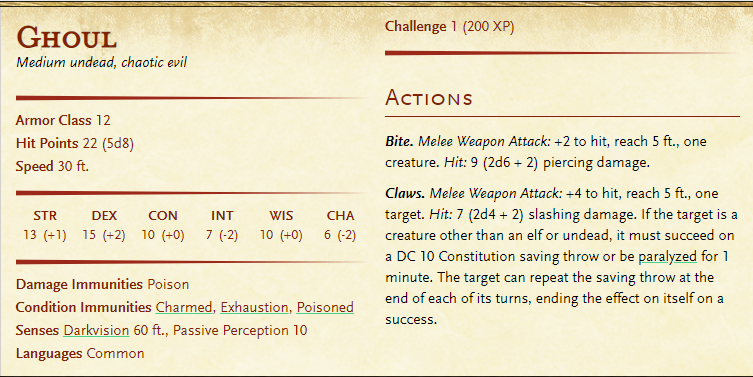 Ghoul
Medium undead, chaotic evil
Armor Class 12
Hit Points 22 (5d8)
Speed 30 ft.
STR DEX CON INT WIS CHA
13 (+1) 15 (+2) 10 (+0) 7 (-2) 10 (+0) 6 (-2)
Damage Immunities Poison
Condition Immunities Charmed, Exhaustion, Poisoned
Senses Darkvision 60 ft., Passive Perception 10
Languages Common
Challenge 1 (200 XP)
Actions
Bite. Melee Weapon Attack: +2 to hit, reach 5 ft., one
creature. Hit: 9 (2d6 + 2) piercing damage.
Claws. Melee Weapon Attack: +4 to hit, reach 5 ft., one
target. Hit: 7 (2d4 + 2) slashing damage. If the target is a
creature other than an elf or undead, it must succeed on
a DC 10 Constitution saving throw or be paralyzed for 1
minute. The target can repeat the saving throw at the
end of each of its turns, ending the effect on itself on a
success.